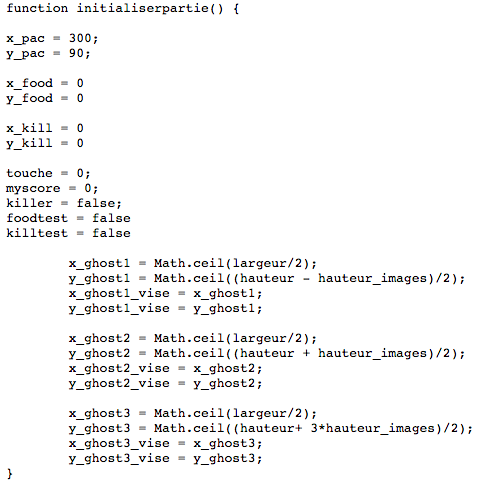 function initialiserpartie() {
x_pac = 300;
y_pac = 90;
x_food = 0
y_food = 0
x_kill = 0
y_kill = 0
touche = 0;
myscore = 0;
killer = false;
foodtest = false
killtest = false
x_ghost1 = Math.ceil(largeur/2);
y_ghost1 = Math.ceil((hauteur - hauteur_images)/2);
x_ghost1_vise = x_ghost1;
y_ghost1_vise = y_ghost1;
x_ghost2 = Math.ceil(largeur/2);
y_ghost2 = Math.ceil((hauteur + hauteur_images)/2);
x_ghost2_vise = x_ghost2;
y_ghost2_vise = y_ghost2;
x_ghost3 = Math.ceil(largeur/2);
y_ghost3 = Math.ceil((hauteur+ 3*hauteur_images)/2);
x_ghost3_vise = x_ghost3;
y_ghost3_vise = y_ghost3;
}